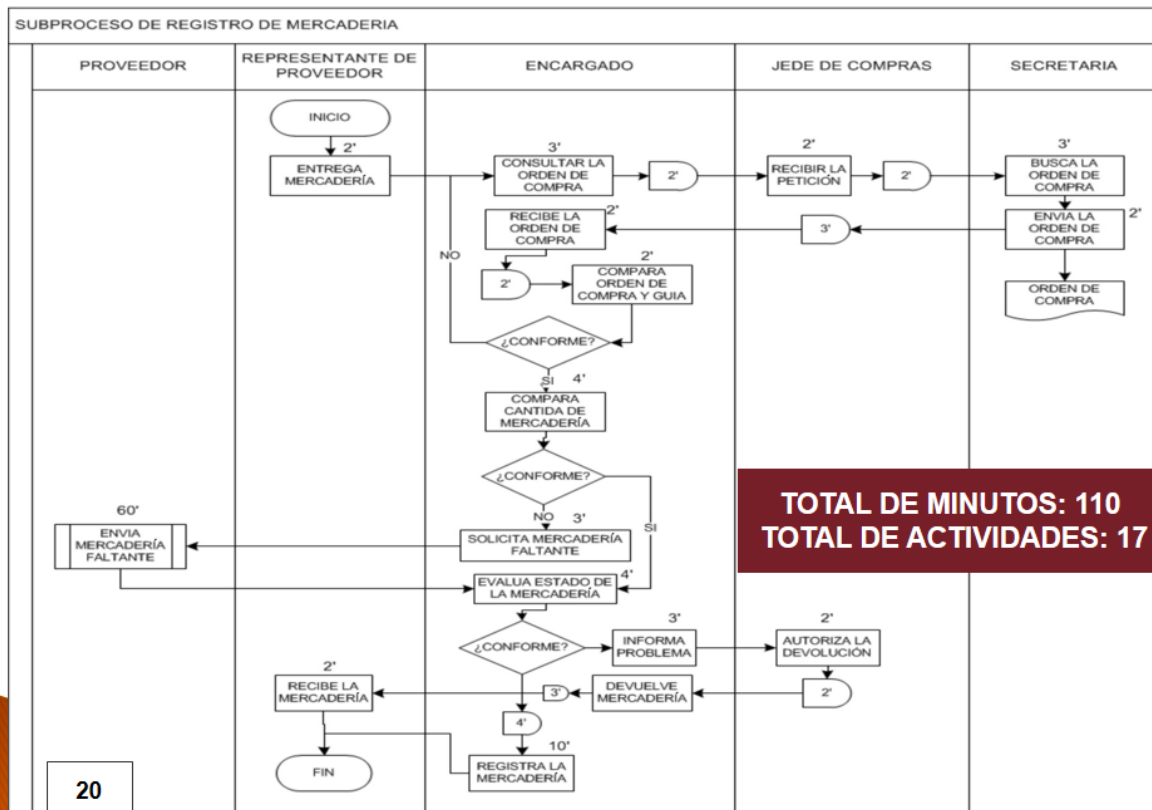 SUBPROCESO DE REGISTRO DE MERCADERIA
PROVEEDOR
REPRESENTANTE DE
PROVEEDOR
ENCARGADO
JEDE DE COMPRAS
SECRETARIA
INICIO
2'
ENTREGA
MERCADERÍA
3'
CONSULTAR LA
ORDEN DE
COMPRA
2'
2'
RECIBIR LA
PETICIÓN
2'
3'
BUSCA LA
ORDEN DE
COMPRA
2'
ENVIA LA
ORDEN DE
COMPRA
ORDEN DE
COMPRA
3'
2'
RECIBE LA
ORDEN DE
COMPRA
2'
2'
COMPARA
ORDEN DE
COMPRA Y GUIA
NO
¿CONFORME?
SI
4'
COMPARA
CANTIDA DE
MERCADERÍA
¿CONFORME?
NO
SI
3'
SOLICITA MERCADERÍA
FALTANTE
60'
ENVIA
MERCADERÍA
FALTANTE
4'
EVALUA ESTADO DE
LA MERCADERÍA
¿CONFORME?
3'
INFORMA
PROBLEMA
2'
AUTORIZA LA
DEVOLUCIÓN
2'
DEVUELVE
MERCADERÍA
3'
2'
RECIBE LA
MERCADERÍA
4'
10'
REGISTRA LA
MERCADERÍA
FIN
TOTAL DE MINUTOS: 110
TOTAL DE ACTIVIDADES: 17
20